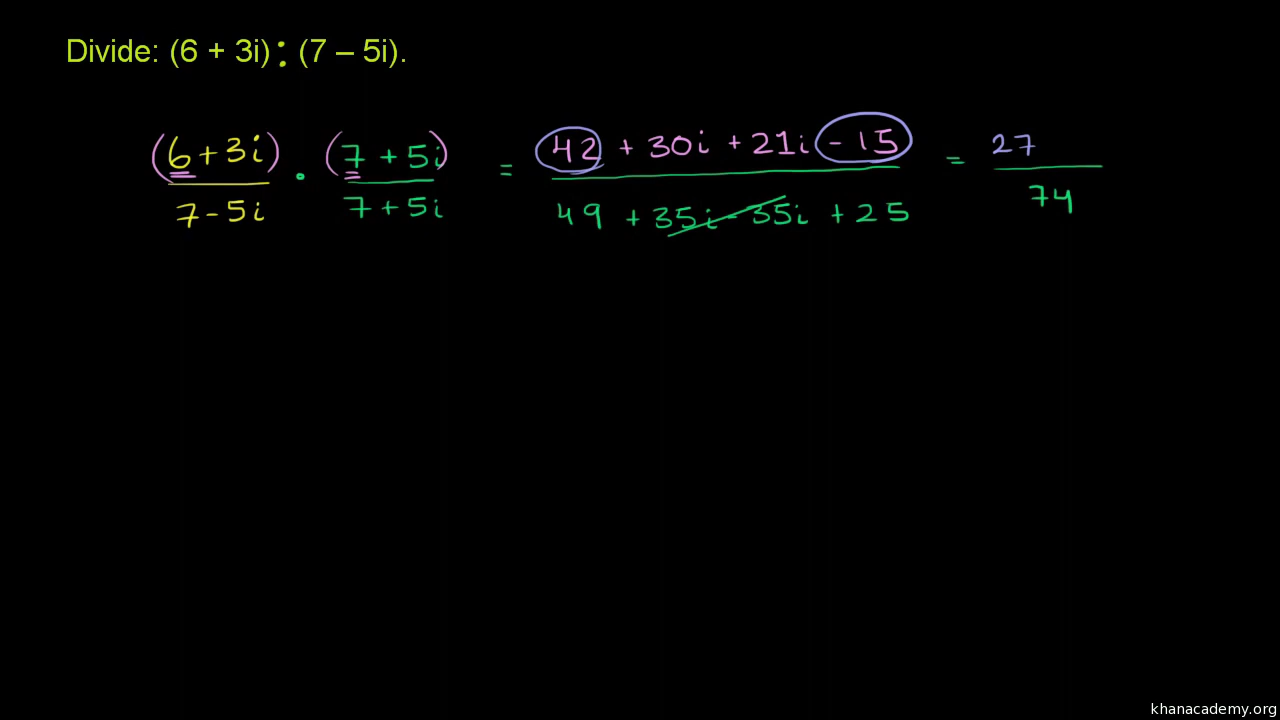 Divide: (6 + 3i) : (7 – 5i).
(6+3i) . (7+5i) = 42 + 30i + 21i - 15 = 27
7-5i 7+5i 49 + 35i - 35i + 25 74
khanacademy.org